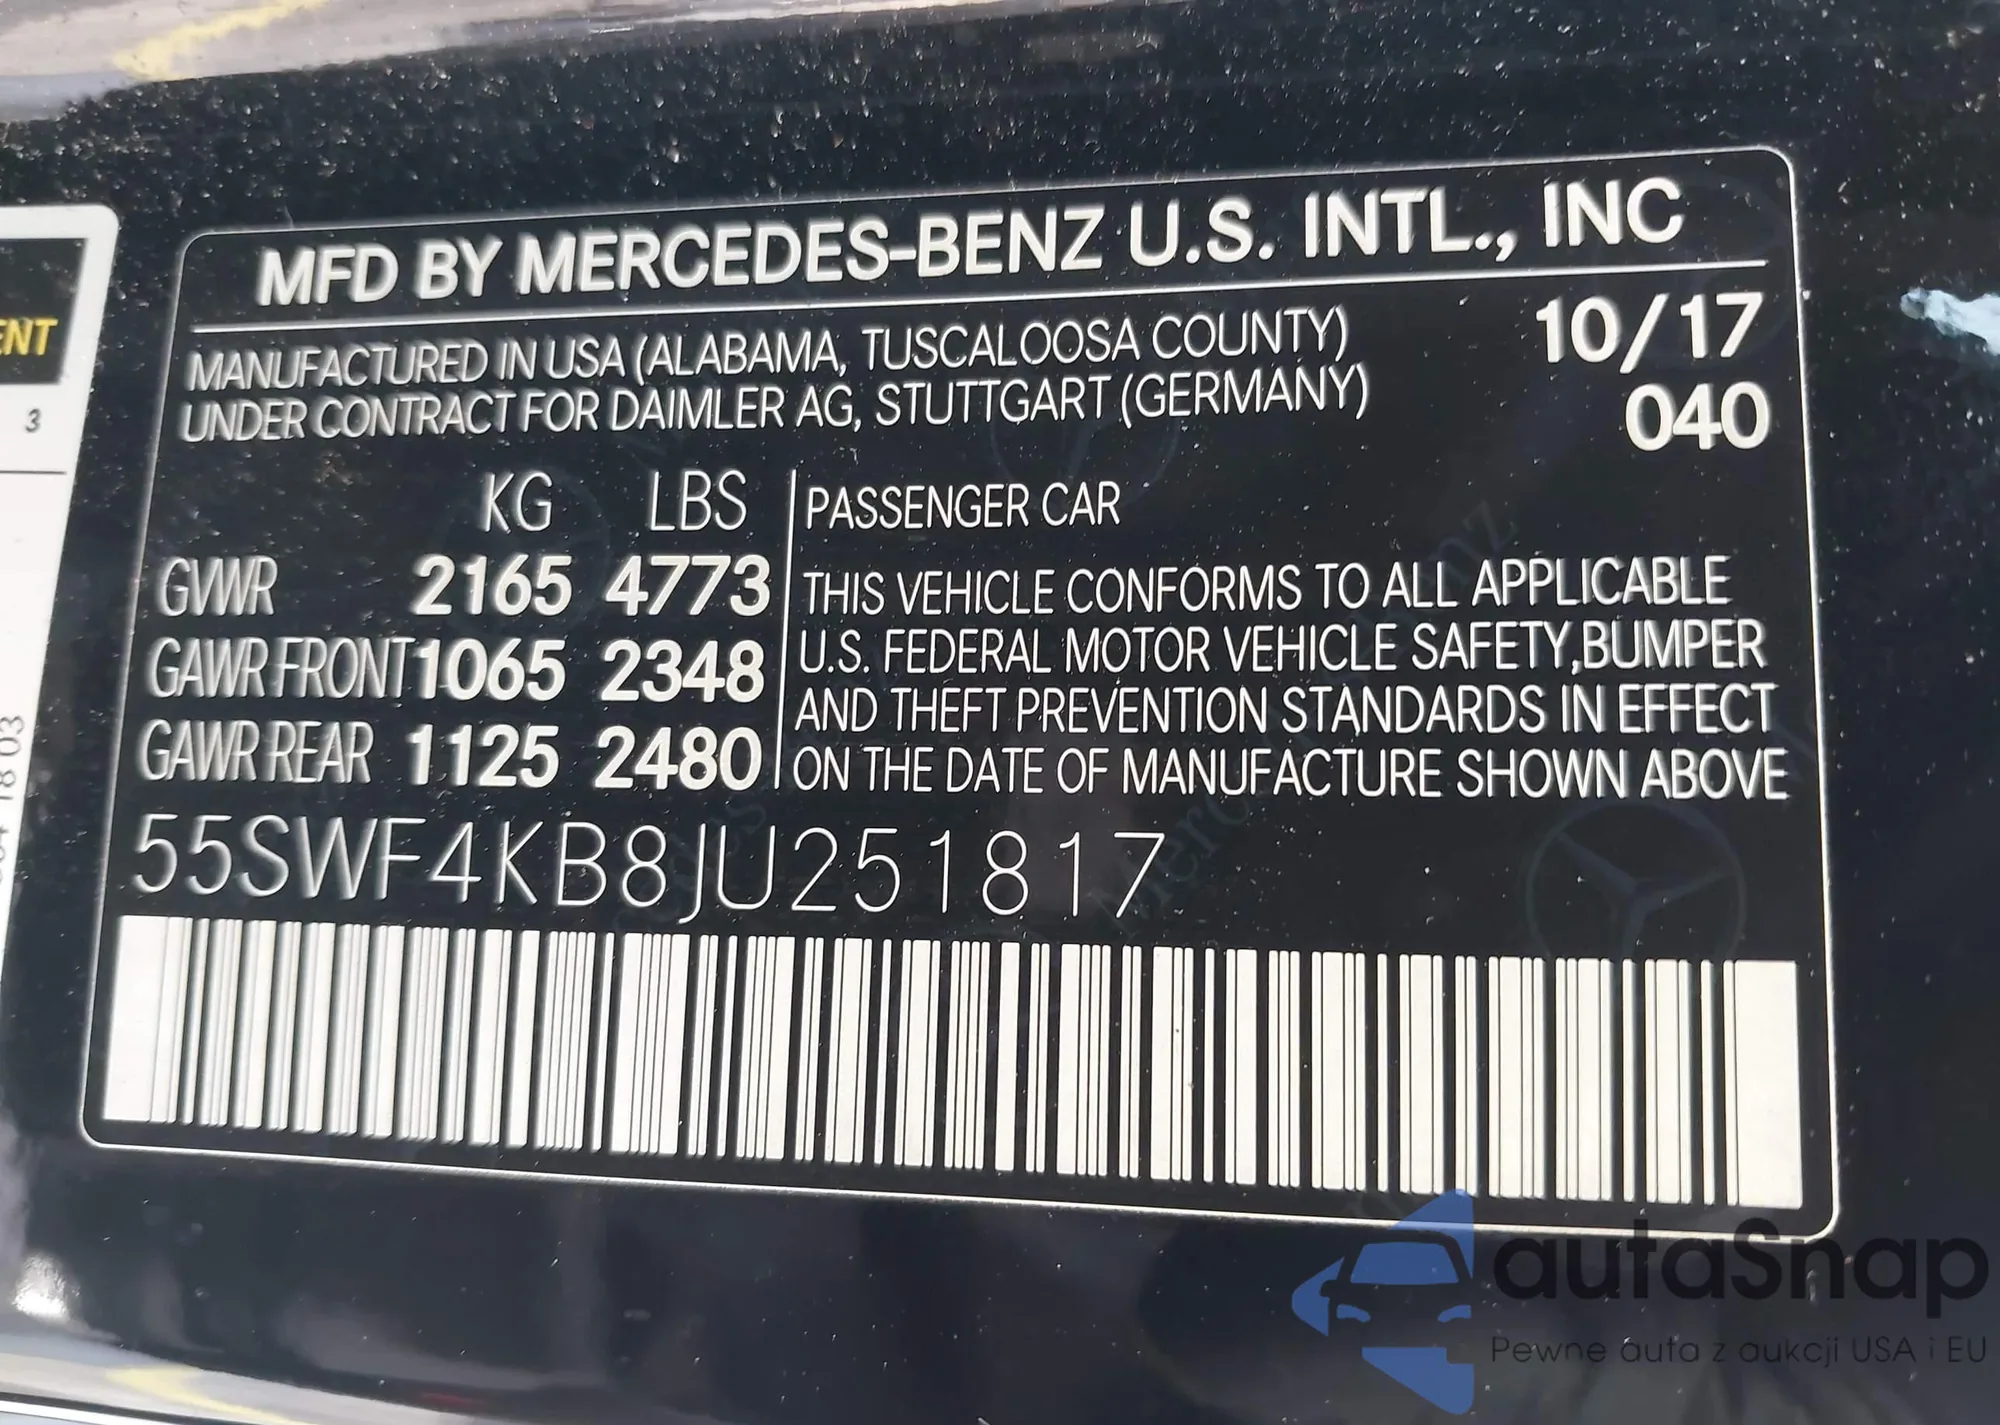 MFD BY MERCEDES-BENZ U.S. INTL., INC
MANUFACTURED IN USA (ALABAMA, TUSCALOOSA COUNTY)
UNDER CONTRACT FOR DAIMLER AG, STUTTGART (GERMANY)
10/17
040
KG LBS
GVWR 2165 4773
GAWR FRONT 1065 2348
GAWR REAR 1125 2480
PASSENGER CAR
THIS VEHICLE CONFORMS TO ALL APPLICABLE
U.S. FEDERAL MOTOR VEHICLE SAFETY,BUMPER
AND THEFT PREVENTION STANDARDS IN EFFECT
ON THE DATE OF MANUFACTURE SHOWN ABOVE
55SWF4KB8JU251817
ENT
3
autoSnap
Pewne auta z aukcji USA i EU